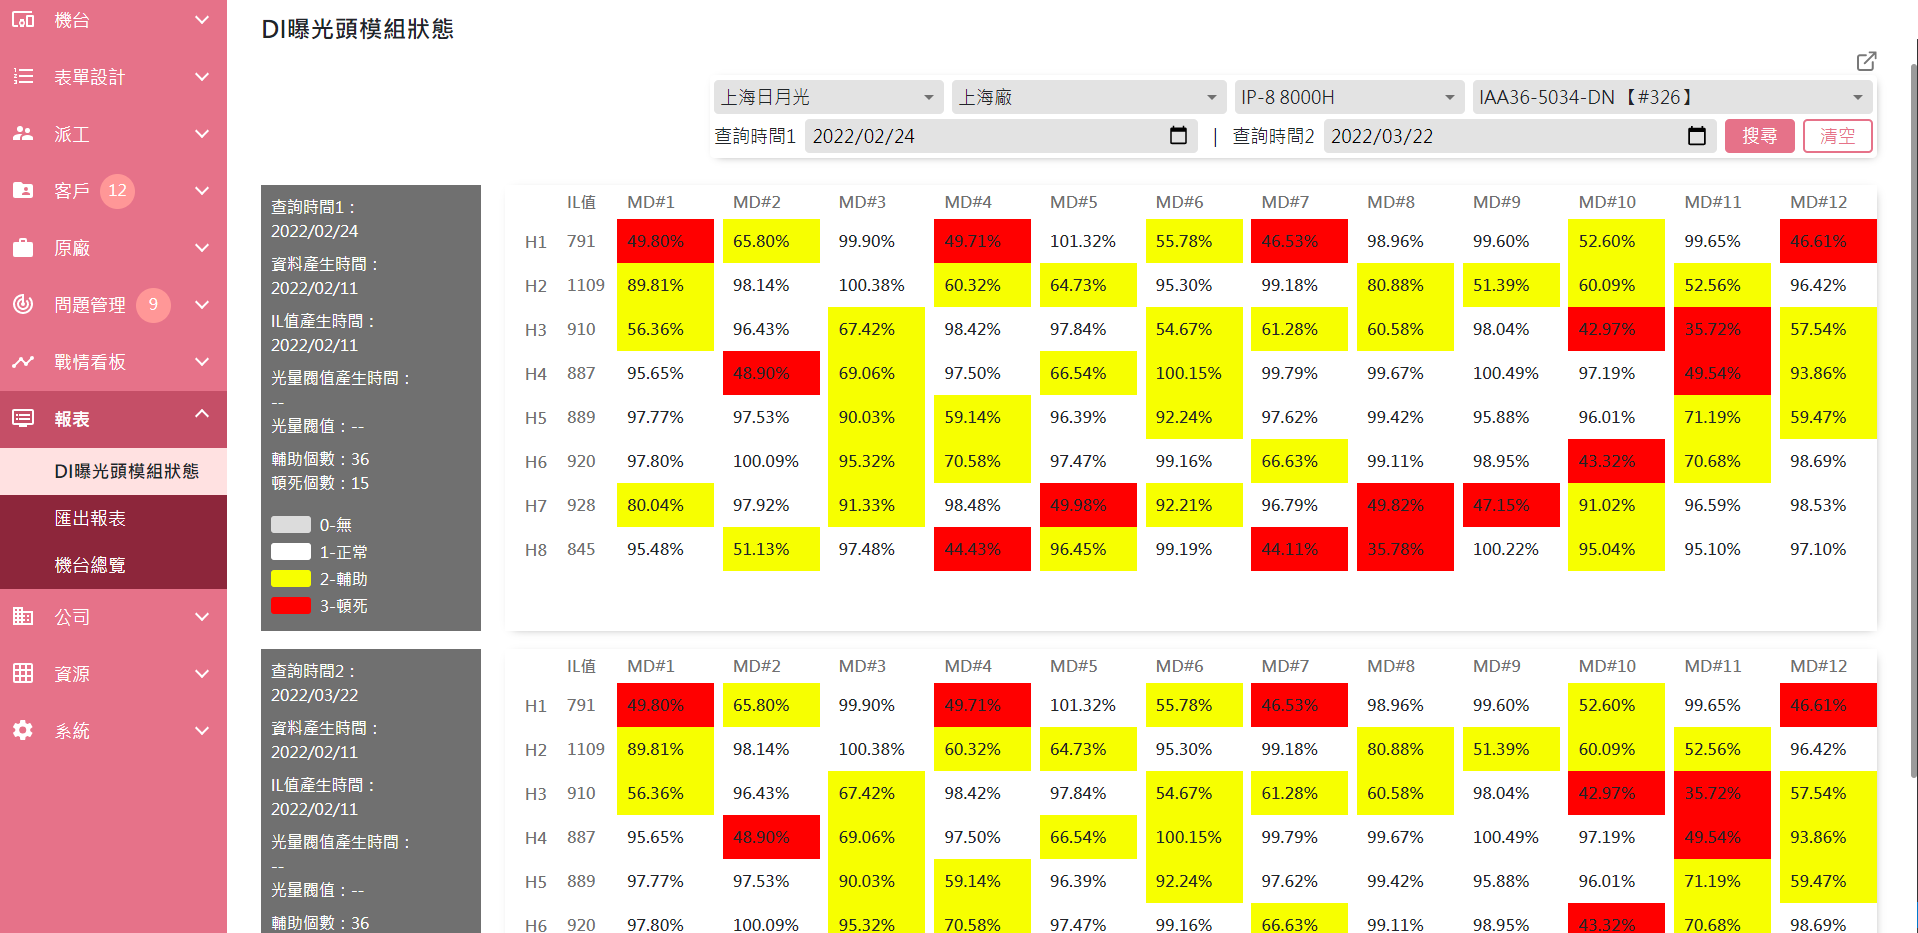 機台
表單設計
派工
客戶 12
原廠
問題管理 9
戰情看板
報表
DI曝光頭模組狀態
匯出報表
機台總覽
公司
資源
系統
DI曝光頭模組狀態
上海日月光 上海廠 IP-8 8000H IAA36-5034-DN【#326】
查詢時間1 2022/02/24 | 查詢時間2 2022/03/22 搜尋 清空
查詢時間1：
2022/02/24
資料產生時間：
2022/02/11
IL值產生時間：
2022/02/11
光量閥值產生時間：
--
光量閥值：--
輔助個數：36
頓死個數：15
0-無
1-正常
2-輔助
3-頓死
IL值 MD#1 MD#2 MD#3 MD#4 MD#5 MD#6 MD#7 MD#8 MD#9 MD#10 MD#11 MD#12
H1 791 49.80% 65.80% 99.90% 49.71% 101.32% 55.78% 46.53% 98.96% 99.60% 52.60% 99.65% 46.61%
H2 1109 89.81% 98.14% 100.38% 60.32% 64.73% 95.30% 99.18% 80.88% 51.39% 60.09% 52.56% 96.42%
H3 910 56.36% 96.43% 67.42% 98.42% 97.84% 54.67% 61.28% 60.58% 98.04% 42.97% 35.72% 57.54%
H4 887 95.65% 48.90% 69.06% 97.50% 66.54% 100.15% 99.79% 99.67% 100.49% 97.19% 49.54% 93.86%
H5 889 97.77% 97.53% 90.03% 59.14% 96.39% 92.24% 97.62% 99.42% 95.88% 96.01% 71.19% 59.47%
H6 920 97.80% 100.09% 95.32% 70.58% 97.47% 99.16% 66.63% 99.11% 98.95% 43.32% 70.68% 98.69%
H7 928 80.04% 97.92% 91.33% 98.48% 49.98% 92.21% 96.79% 49.82% 47.15% 91.02% 96.59% 98.53%
H8 845 95.48% 51.13% 97.48% 44.43% 96.45% 99.19% 44.11% 35.78% 100.22% 95.04% 95.10% 97.10%
查詢時間2：
2022/03/22
資料產生時間：
2022/02/11
IL值產生時間：
2022/02/11
光量閥值產生時間：
--
光量閥值：--
輔助個數：36
IL值 MD#1 MD#2 MD#3 MD#4 MD#5 MD#6 MD#7 MD#8 MD#9 MD#10 MD#11 MD#12
H1 791 49.80% 65.80% 99.90% 49.71% 101.32% 55.78% 46.53% 98.96% 99.60% 52.60% 99.65% 46.61%
H2 1109 89.81% 98.14% 100.38% 60.32% 64.73% 95.30% 99.18% 80.88% 51.39% 60.09% 52.56% 96.42%
H3 910 56.36% 96.43% 67.42% 98.42% 97.84% 54.67% 61.28% 60.58% 98.04% 42.97% 35.72% 57.54%
H4 887 95.65% 48.90% 69.06% 97.50% 66.54% 100.15% 99.79% 99.67% 100.49% 97.19% 49.54% 93.86%
H5 889 97.77% 97.53% 90.03% 59.14% 96.39% 92.24% 97.62% 99.42% 95.88% 96.01% 71.19% 59.47%
H6 920 97.80% 100.09% 95.32% 70.58% 97.47% 99.16% 66.63% 99.11% 98.95% 43.32% 70.68% 98.69%